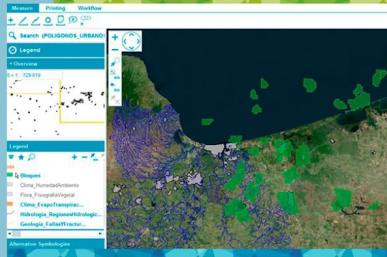 Measure Printing Workflow
Search (POLIGONOS_URBANO
Legend
Overview
Legend
Bloques
Clima_HumedadAmbiente
Flora_FisiografiaVegetal
Clima_EvapoTranspirac...
Hidrologia_RegionesHidrologic...
Geologia_FallasYFractur...
Alternative Symbologies